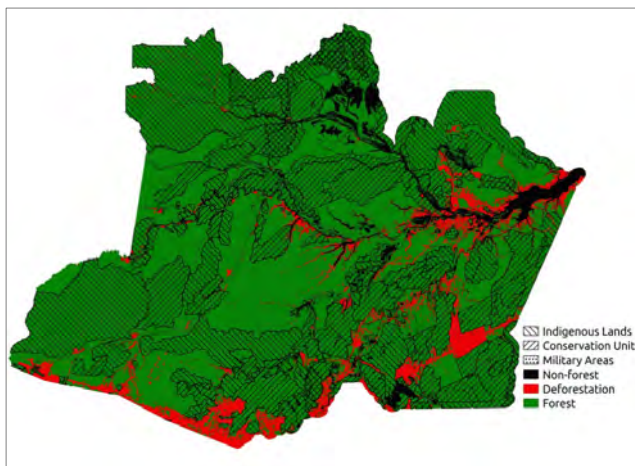 Indigenous Lands
Conservation Unit
Military Areas
Non-forest
Deforestation
Forest